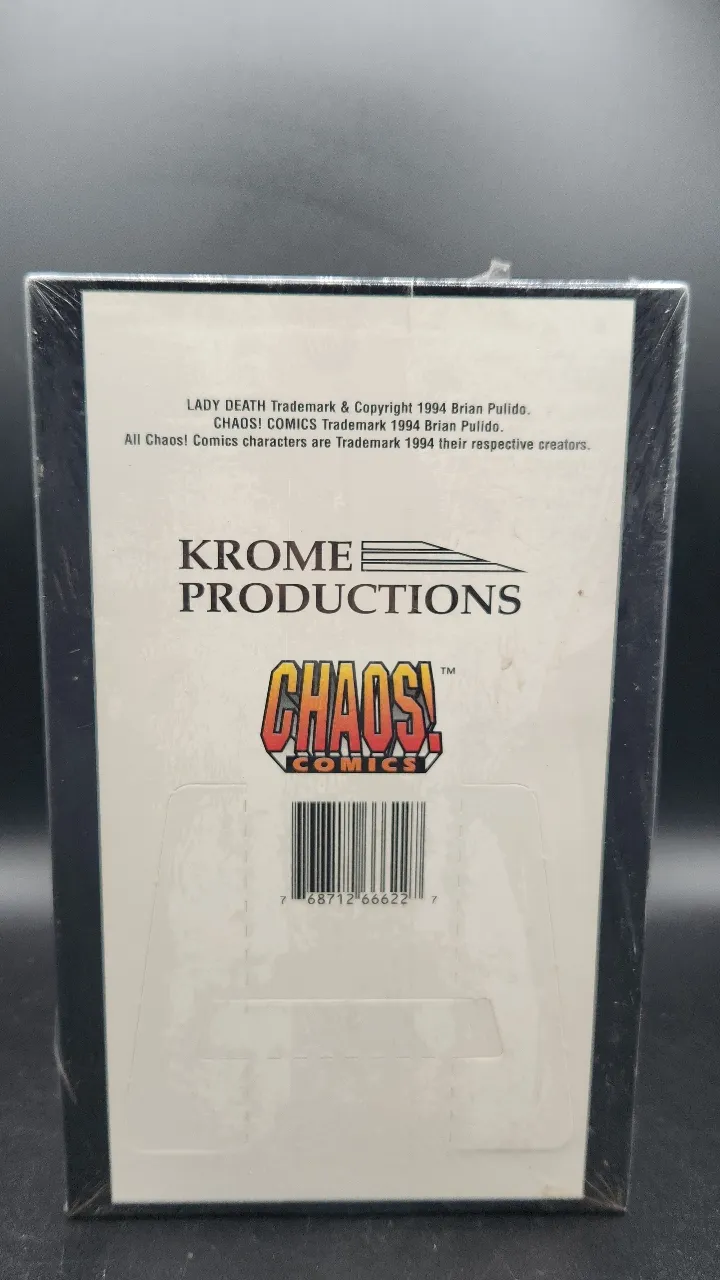 LADY DEATH Trademark & Copyright 1994 Brian Pulido.
CHAOS! COMICS Trademark 1994 Brian Pulido.
All Chaos! Comics characters are Trademark 1994 their respective creators.
KROME
PRODUCTIONS
CHAOS! ™
COMICS
7 68712 66622 7